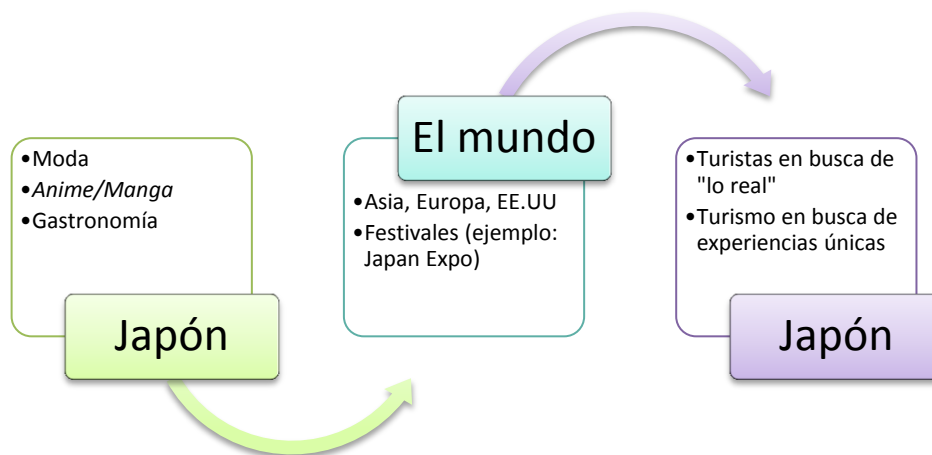 •Moda
•Anime/Manga
•Gastronomía
Japón
El mundo
•Asia, Europa, EE.UU
•Festivales (ejemplo:
Japan Expo)
•Turistas en busca de
"lo real"
•Turismo en busca de
experiencias únicas
Japón